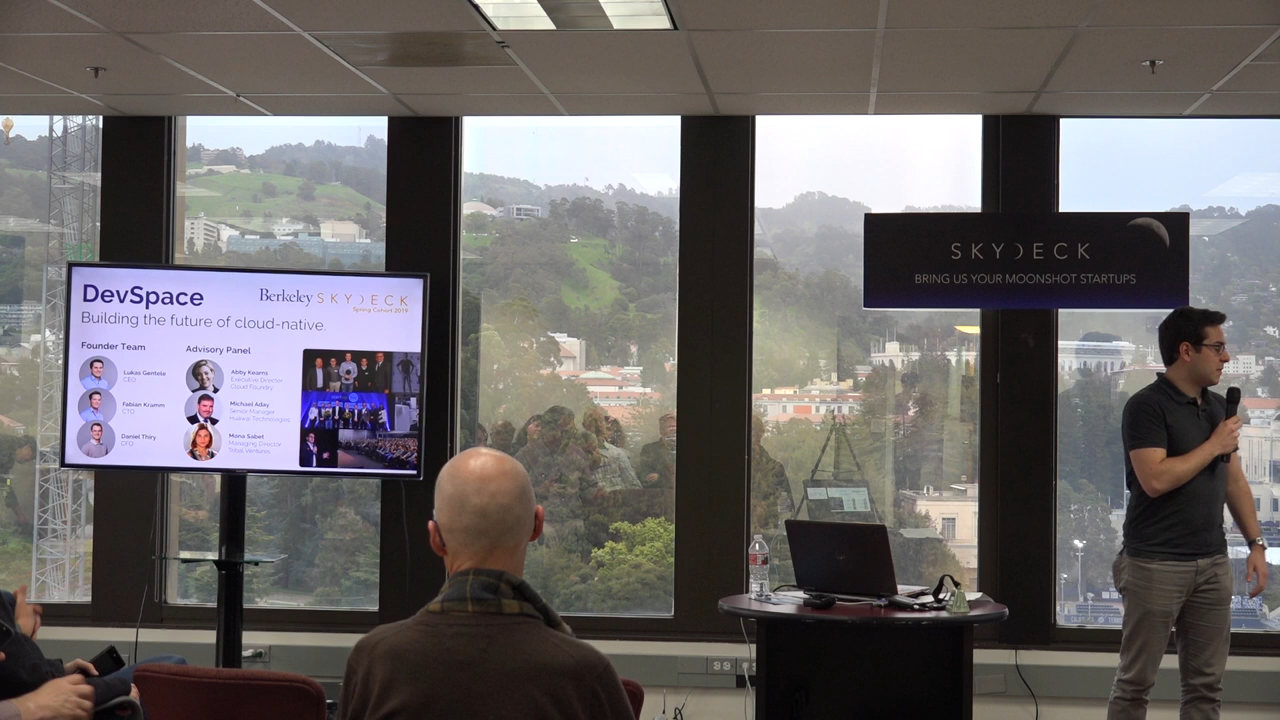 DevSpace
Building the future of cloud-native.
Berkeley SKYDECK
Spring Cohort 2019
Founder Team
Lukas Gentele
CEO
Fabian Kramm
CTO
Daniel Thiry
CFO
Advisory Panel
Abby Kearns
Executive Director
Cloud Foundry
Michael Aday
Senior Manager
Huawei Technologies
Mona Sabet
Managing Director
Ventures
SKYDECK
BRING US YOUR MOONSHOT STARTUPS